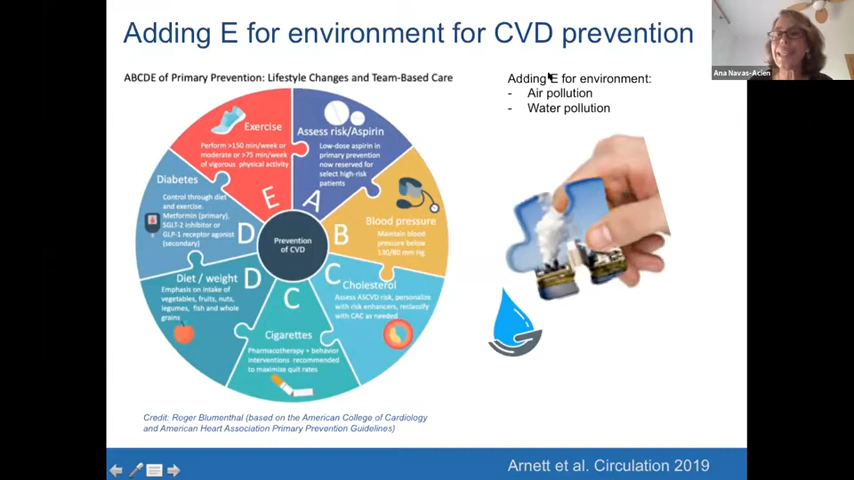 Adding E for environment for CVD prevention
Ana Navas-Acien
ABCDE of Primary Prevention: Lifestyle Changes and Team-Based Care
Exercise
Perform >150 min/week or
moderate or >75 min/week
of vigorous physical activity
E
Assess risk/Aspirin
Low-dose aspirin in
primary prevention
now reserved for
select high-risk
patients
A
Blood pressure
Maintain blood
pressure below
130/80 mm Hg
B
Cholesterol
Assess ASCVD risk, personalize
with risk enhancers, reclassify
with CAC as needed
C
Cigarettes
Pharmacotherapy + behavior
interventions recommended
to maximize quit rates
C
Diet / weight
Emphasis on intake of
vegetables, fruits, nuts,
legumes, fish and whole
grains
D
Diabetes
Control through diet
and exercise.
Metformin (primary),
SGLT-2 inhibitor or
GLP-1 receptor agonist
(secondary)
D
Prevention
of CVD
Adding E for environment:
- Air pollution
- Water pollution
Credit: Roger Blumenthal (based on the American College of Cardiology
and American Heart Association Primary Prevention Guidelines)
Arnett et al. Circulation 2019